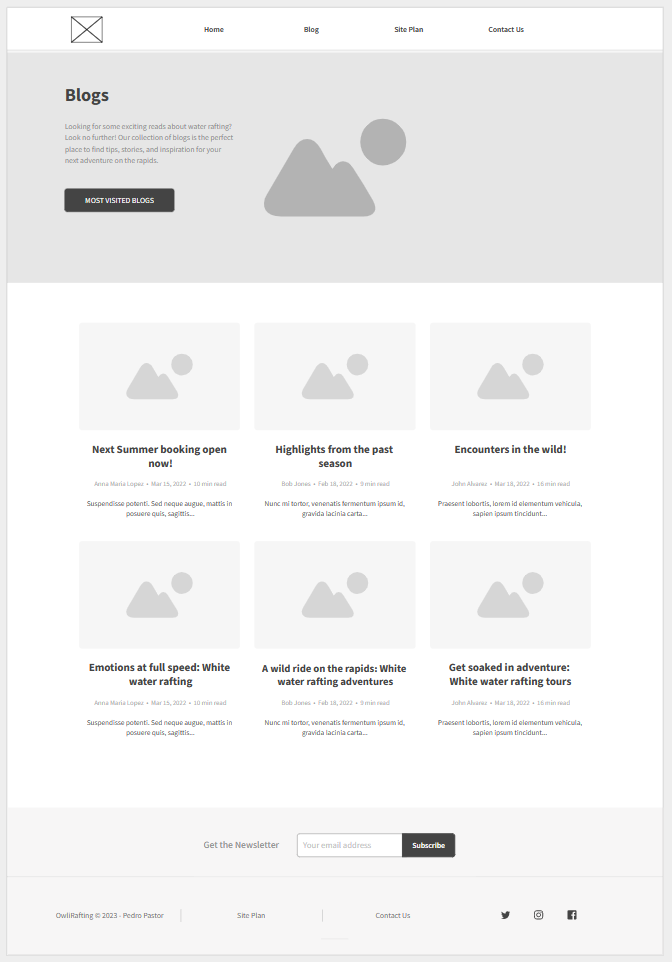 Home Blog Site Plan Contact Us
Blogs
Looking for some exciting reads about water rafting?
Look no further! Our collection of blogs is the perfect
place to find tips, stories, and inspiration for your
next adventure on the rapids.
MOST VISITED BLOGS
Next Summer booking open
now!
Anna Maria Lopez • Mar 15, 2022 • 10 min read
Suspendisse potenti. Sed neque augue, mattis in
posuere quis, sagittis...
Highlights from the past
season
Bob Jones • Feb 18, 2022 • 9 min read
Nunc mi tortor, venenatis fermentum ipsum id,
gravida lacinia carta...
Encounters in the wild!
John Alvarez • Mar 18, 2022 • 16 min read
Praesent lobortis, lorem id elementum vehicula,
sapien ipsum tincidunt...
Emotions at full speed: White
water rafting
Anna Maria Lopez • Mar 15, 2022 • 10 min read
Suspendisse potenti. Sed neque augue, mattis in
posuere quis, sagittis...
A wild ride on the rapids: White
water rafting adventures
Bob Jones • Feb 18, 2022 • 9 min read
Nunc mi tortor, venenatis fermentum ipsum id,
gravida lacinia carta...
Get soaked in adventure:
White water rafting tours
John Alvarez • Mar 18, 2022 • 16 min read
Praesent lobortis, lorem id elementum vehicula,
sapien ipsum tincidunt...
Get the Newsletter Your email address Subscribe
OwliRafting © 2023 - Pedro Pastor Site Plan Contact Us